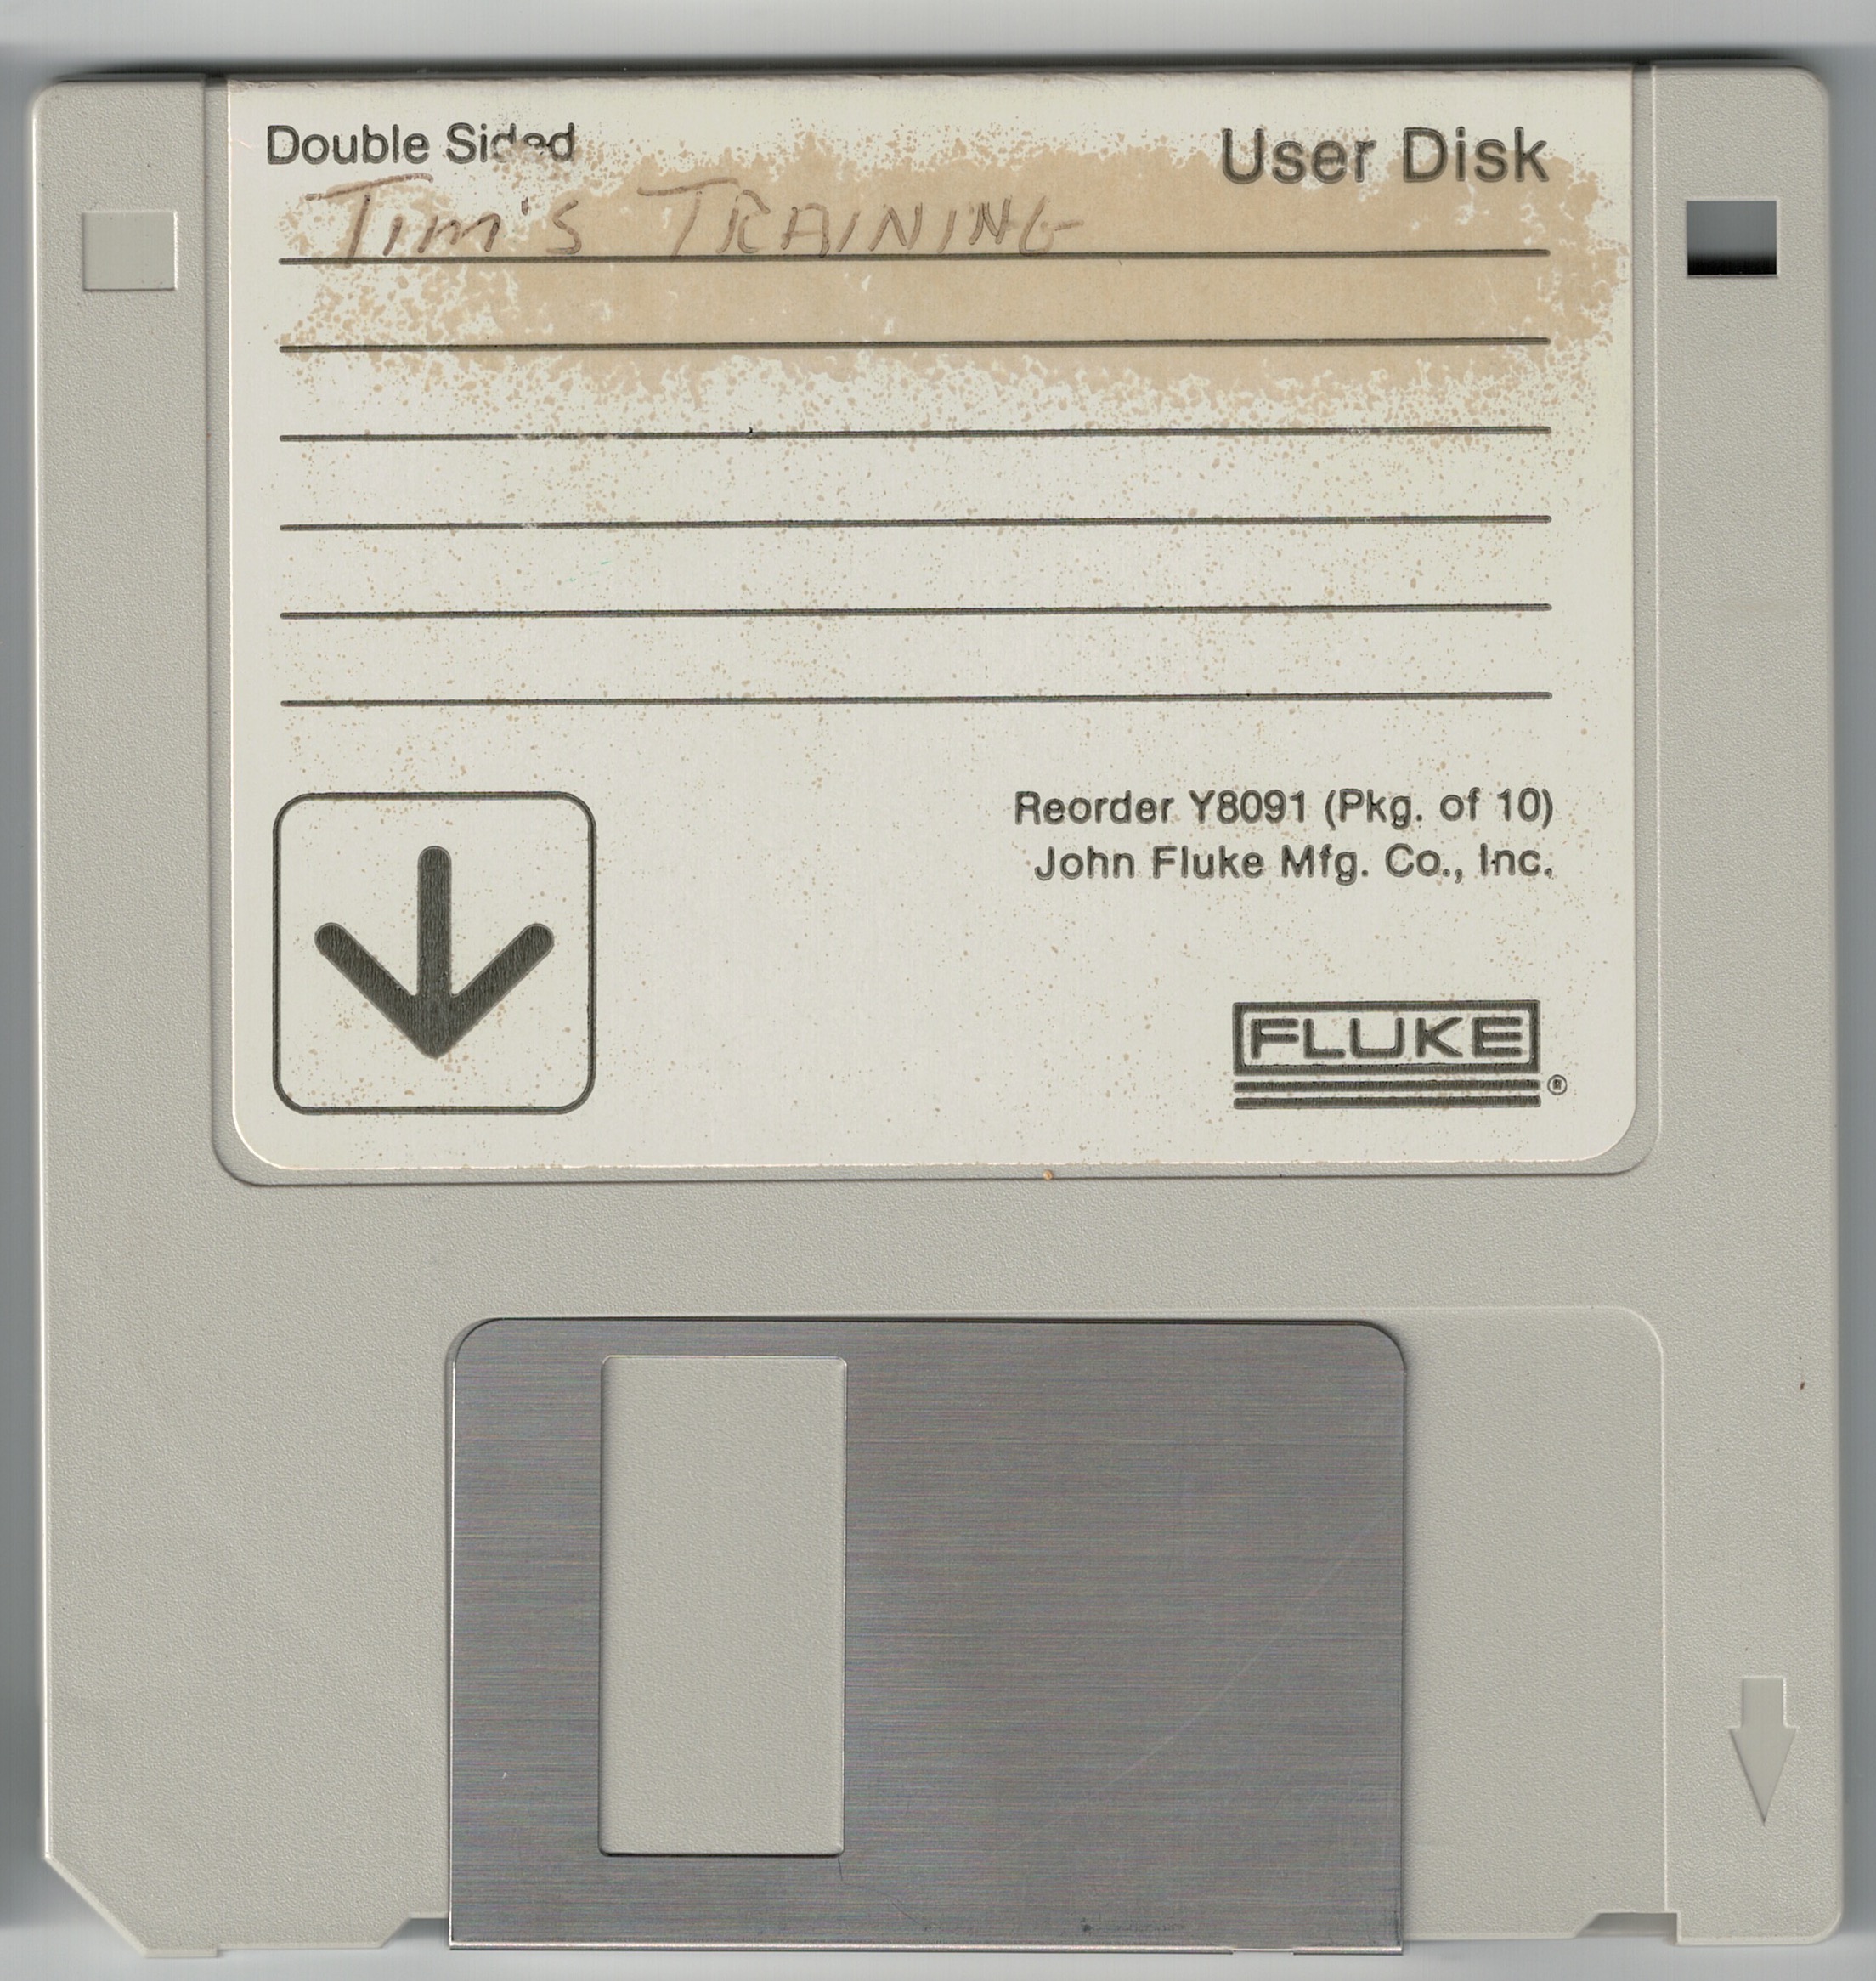 Double Sided
User Disk
Tim's TRAINING
Reorder Y8091 (Pkg. of 10)
John Fluke Mfg. Co., Inc.
FLUKE ®